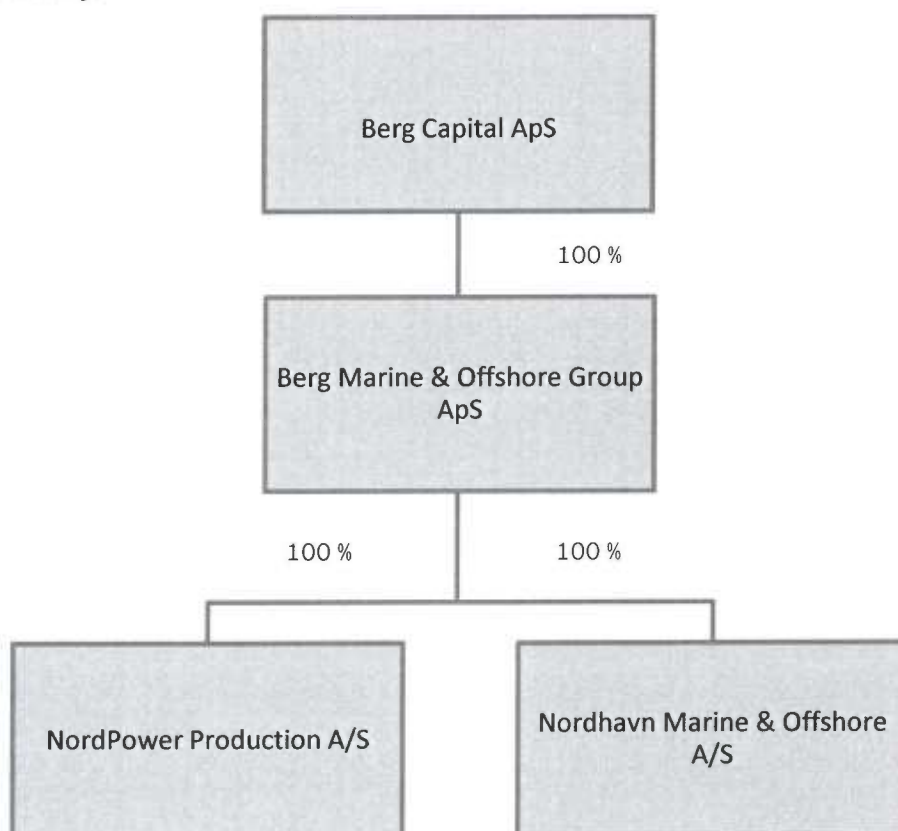 Berg Capital ApS
100 %
Berg Marine & Offshore Group
ApS
100 %
100 %
NordPower Production A/S
Nordhavn Marine & Offshore
A/S